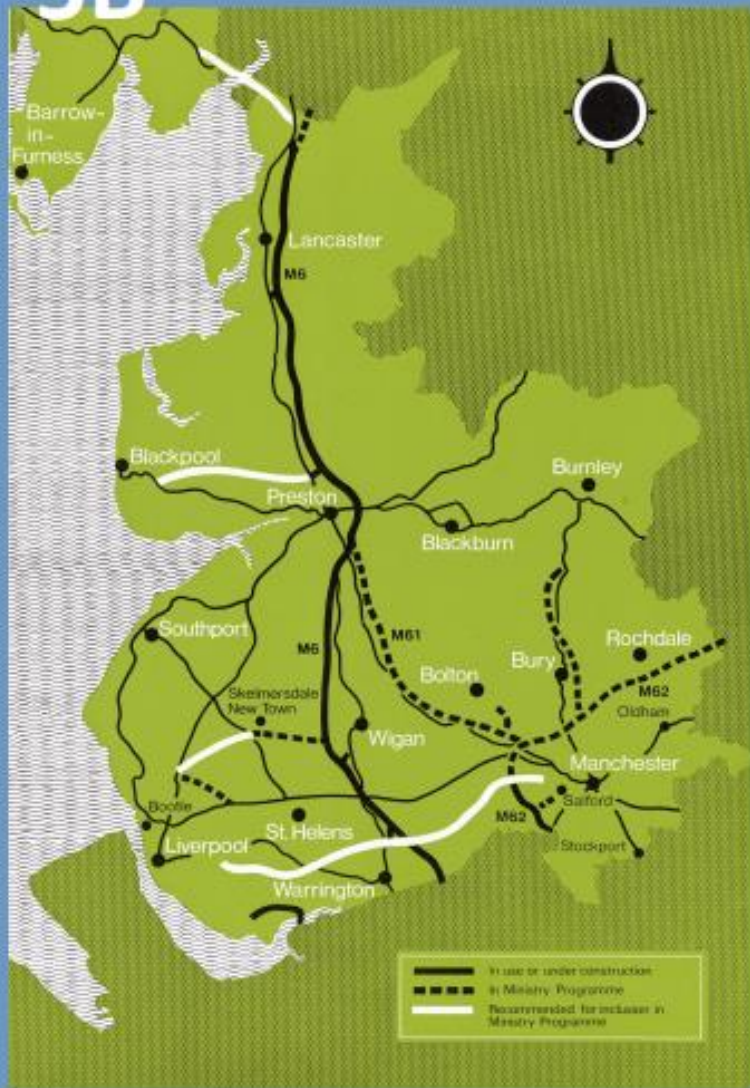 3B
Barrow-
in-
Furness
Lancaster
M6
Blackpool
Preston
Burnley
Blackburn
Southport
M6
M61
Rochdale
Bury
Bolton
M62
Skelmersdale
New Town
Oldham
Wigan
Manchester
Bootle
Salford
St. Helens
M62
Liverpool
Stockport
Warrington
In use or under construction
In Ministry Programme
Recommended for inclusion in
Ministry Programme